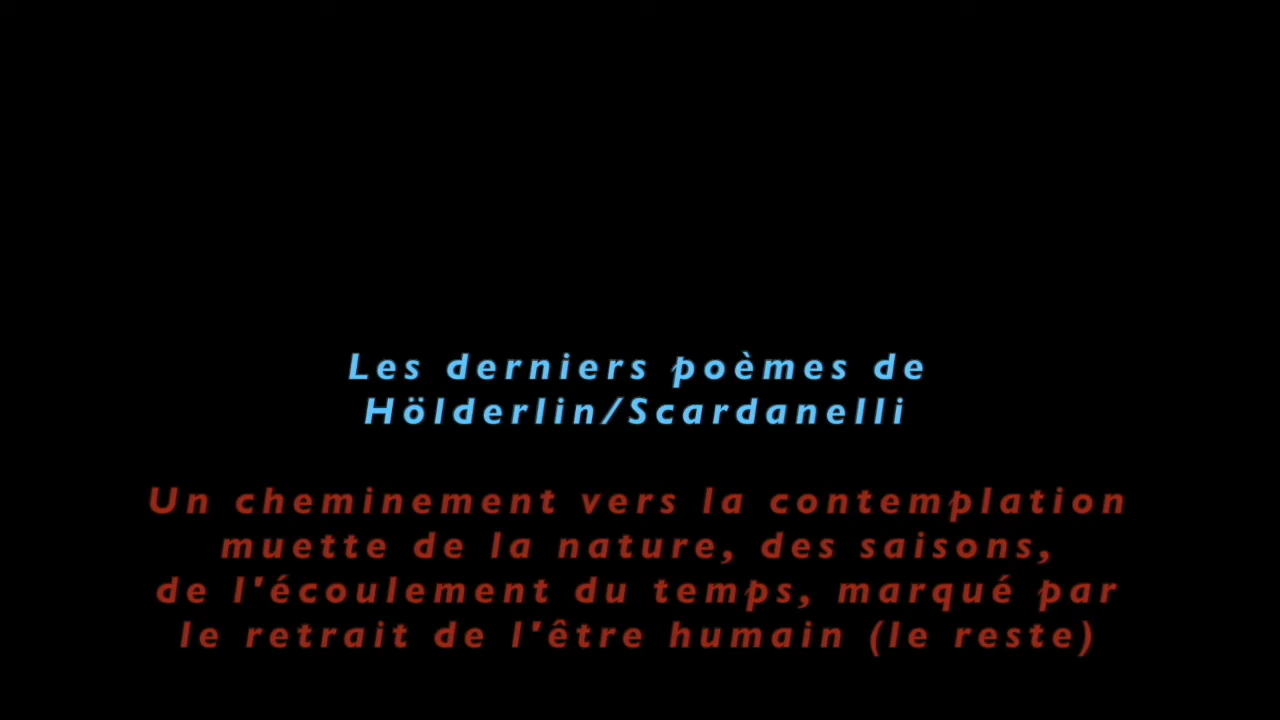 Les derniers poèmes de
Hölderlin/Scardanelli
Un cheminement vers la contemplation
muette de la nature, des saisons,
de l'écoulement du temps, marqué par
le retrait de l'être humain (le reste)